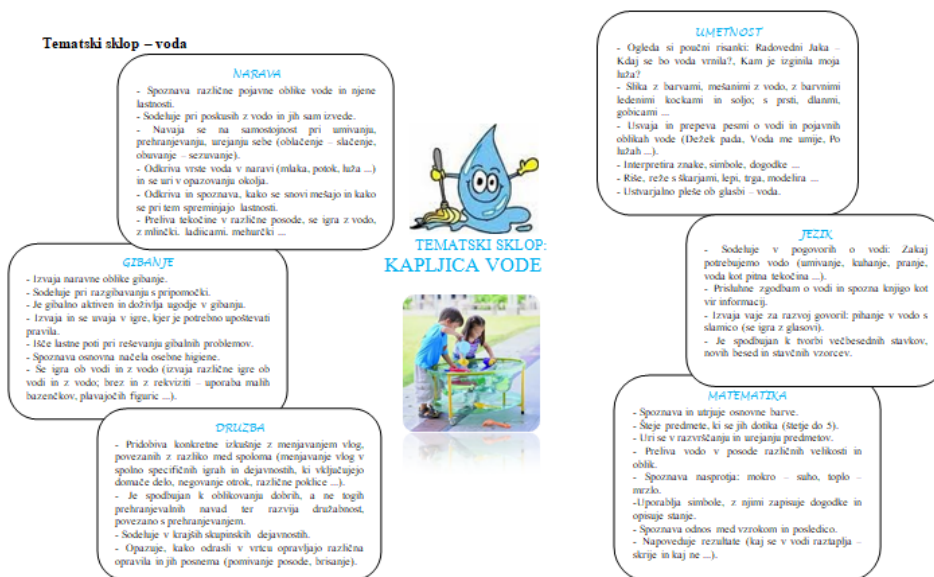 Tematski sklop – voda
NARAVA
- Spoznava različne pojavne oblike vode in njene
lastnosti.
- Sodeluje pri poskusih z vodo in jih sam izvede.
- Navaja se na samostojnost pri umivanju,
prehranjevanju, urejanju sebe (oblačenje – slačenje,
obuvanje – sezuvanje).
- Odkriva vrste voda v naravi (mlaka, potok, luža ...)
in se uri v opazovanju okolja.
- Odkriva in spoznava, kako se snovi mešajo in kako
se pri tem spreminjajo lastnosti.
- Preliva tekočine v različne posode, se igra z vodo,
z mlinčki, ladjicami, mehurčki ...
GIBANJE
- Izvaja naravne oblike gibanje.
- Sodeluje pri razgibavanju s pripomočki.
- Je gibalno aktiven in doživlja ugodje v gibanju.
- Izvaja in se uvaja v igre, kjer je potrebno upoštevati
pravila.
- Išče lastne poti pri reševanju gibalnih problemov.
- Spoznava osnovna načela osebne higiene.
- Se igra ob vodi in z vodo (izvaja različne igre ob
vodi in z vodo; brez in z rekviziti – uporaba malih
bazenčkov, plavajočih figuric ...).
DRUŽBA
- Pridobiva konkretne izkušnje z menjavanjem vlog,
povezanih z razliko med spoloma (menjavanje vlog v
spolno specifičnih igrah in dejavnostih, ki vključujejo
domače delo, negovanje otrok, različne poklice ...).
- Je spodbujan k oblikovanju dobrih, a ne togih
prehranjevalnih navad ter razvija družabnost,
povezano s prehranjevanjem.
- Sodeluje v krajših skupinskih dejavnostih.
- Opazuje, kako odrasli v vrtcu opravljajo različna
opravila in jih posnema (pomivanje posode, brisanje).
TEMATSKI SKLOP:
KAPLJICA VODE
UMETNOST
- Ogleda si poučni risanki: Radovedni Jaka –
Kdaj se bo voda vrnila?, Kam je izginila moja
luža?
- Slika z barvami, mešanimi z vodo, z barvnimi
ledenimi kockami in soljo; s prsti, dlanmi,
gobicami ...
- Usvaja in prepeva pesmi o vodi in pojavnih
oblikah vode (Dežek pada, Voda me umije, Po
lužah ...).
- Interpretira znake, simbole, dogodke ...
- Riše, reže s škarjami, lepi, trga, modelira ...
- Ustvarjalno pleše ob glasbi – voda.
JEZIK
- Sodeluje v pogovorih o vodi: Zakaj
potrebujemo vodo (umivanje, kuhanje, pranje,
voda kot pitna tekočina ...).
- Prisluhne zgodbam o vodi in spozna knjigo kot
vir informacij.
- Izvaja vaje za razvoj govoril: pihanje v vodo s
slamico (se igra z glasovi).
- Je spodbujan k tvorbi večbesednih stavkov,
novih besed in stavčnih vzorcev.
MATEMATIKA
- Spoznava in utrjuje osnovne barve.
- Šteje predmete, ki se jih dotika (štetje do 5).
- Uri se v razvrščanju in urejanju predmetov.
- Preliva vodo v posode različnih velikosti in
oblik.
- Spoznava nasprotja: mokro – suho, toplo –
mrzlo.
-Uporablja simbole, z njimi zapisuje dogodke in
opisuje stanje.
- Spoznava odnos med vzrokom in posledico.
- Napoveduje rezultate (kaj se v vodi raztaplja –
skrije in kaj ne ...).